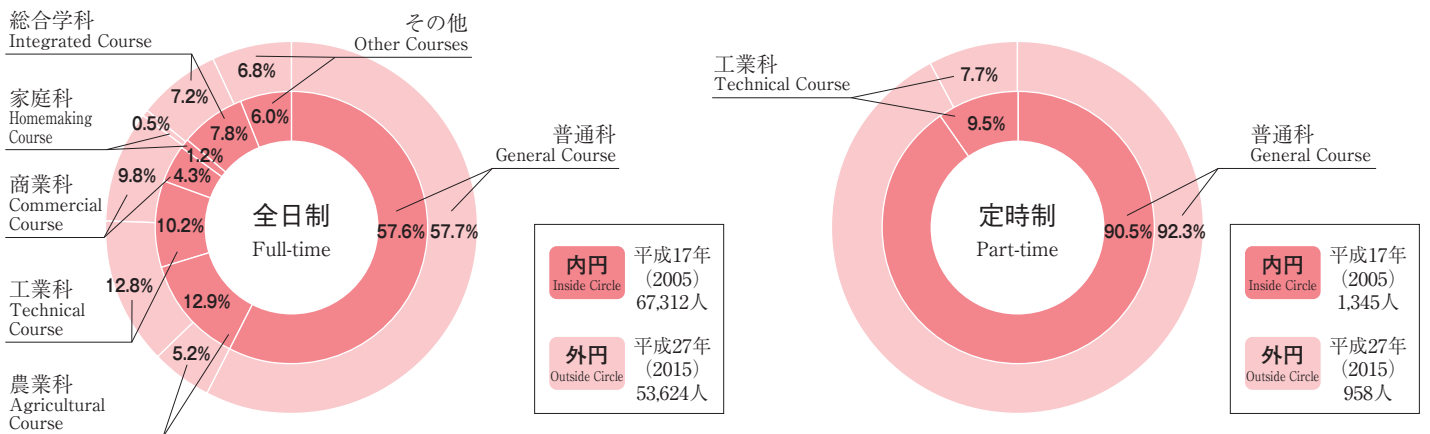 総合学科
Integrated Course
その他
Other Courses
6.8%
7.2%
6.0%
7.8%
家庭科
Homemaking
Course
0.5%
1.2%
商業科
Commercial
Course
9.8%
4.3%
10.2%
工業科
Technical
Course
12.8%
12.9%
農業科
Agricultural
Course
5.2%
普通科
General Course
57.6%
57.7%
全日制
Full-time
内円
Inside Circle
平成17年
(2005)
67,312人
外円
Outside Circle
平成27年
(2015)
53,624人
工業科
Technical Course
7.7%
9.5%
普通科
General Course
90.5%
92.3%
定時制
Part-time
内円
Inside Circle
平成17年
(2005)
1,345人
外円
Outside Circle
平成27年
(2015)
958人